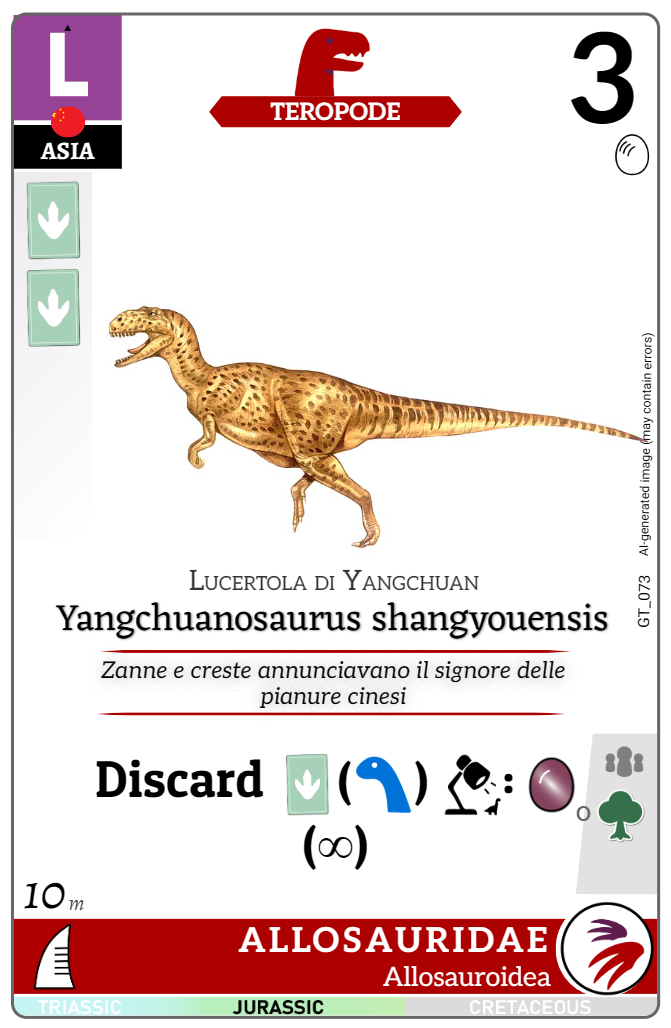 L
ASIA
TEROPODE
3
AI-generated image (may contain errors)
GT_073
Lucertola di Yangchuan
Yangchuanosaurus shangyouensis
Zanne e creste annunciavano il signore delle
pianure cinesi
Discard ( ) :
o
(∞)
10 m
ALLOSAURIDAE
Allosauroidea
TRIASSIC JURASSIC CRETACEOUS